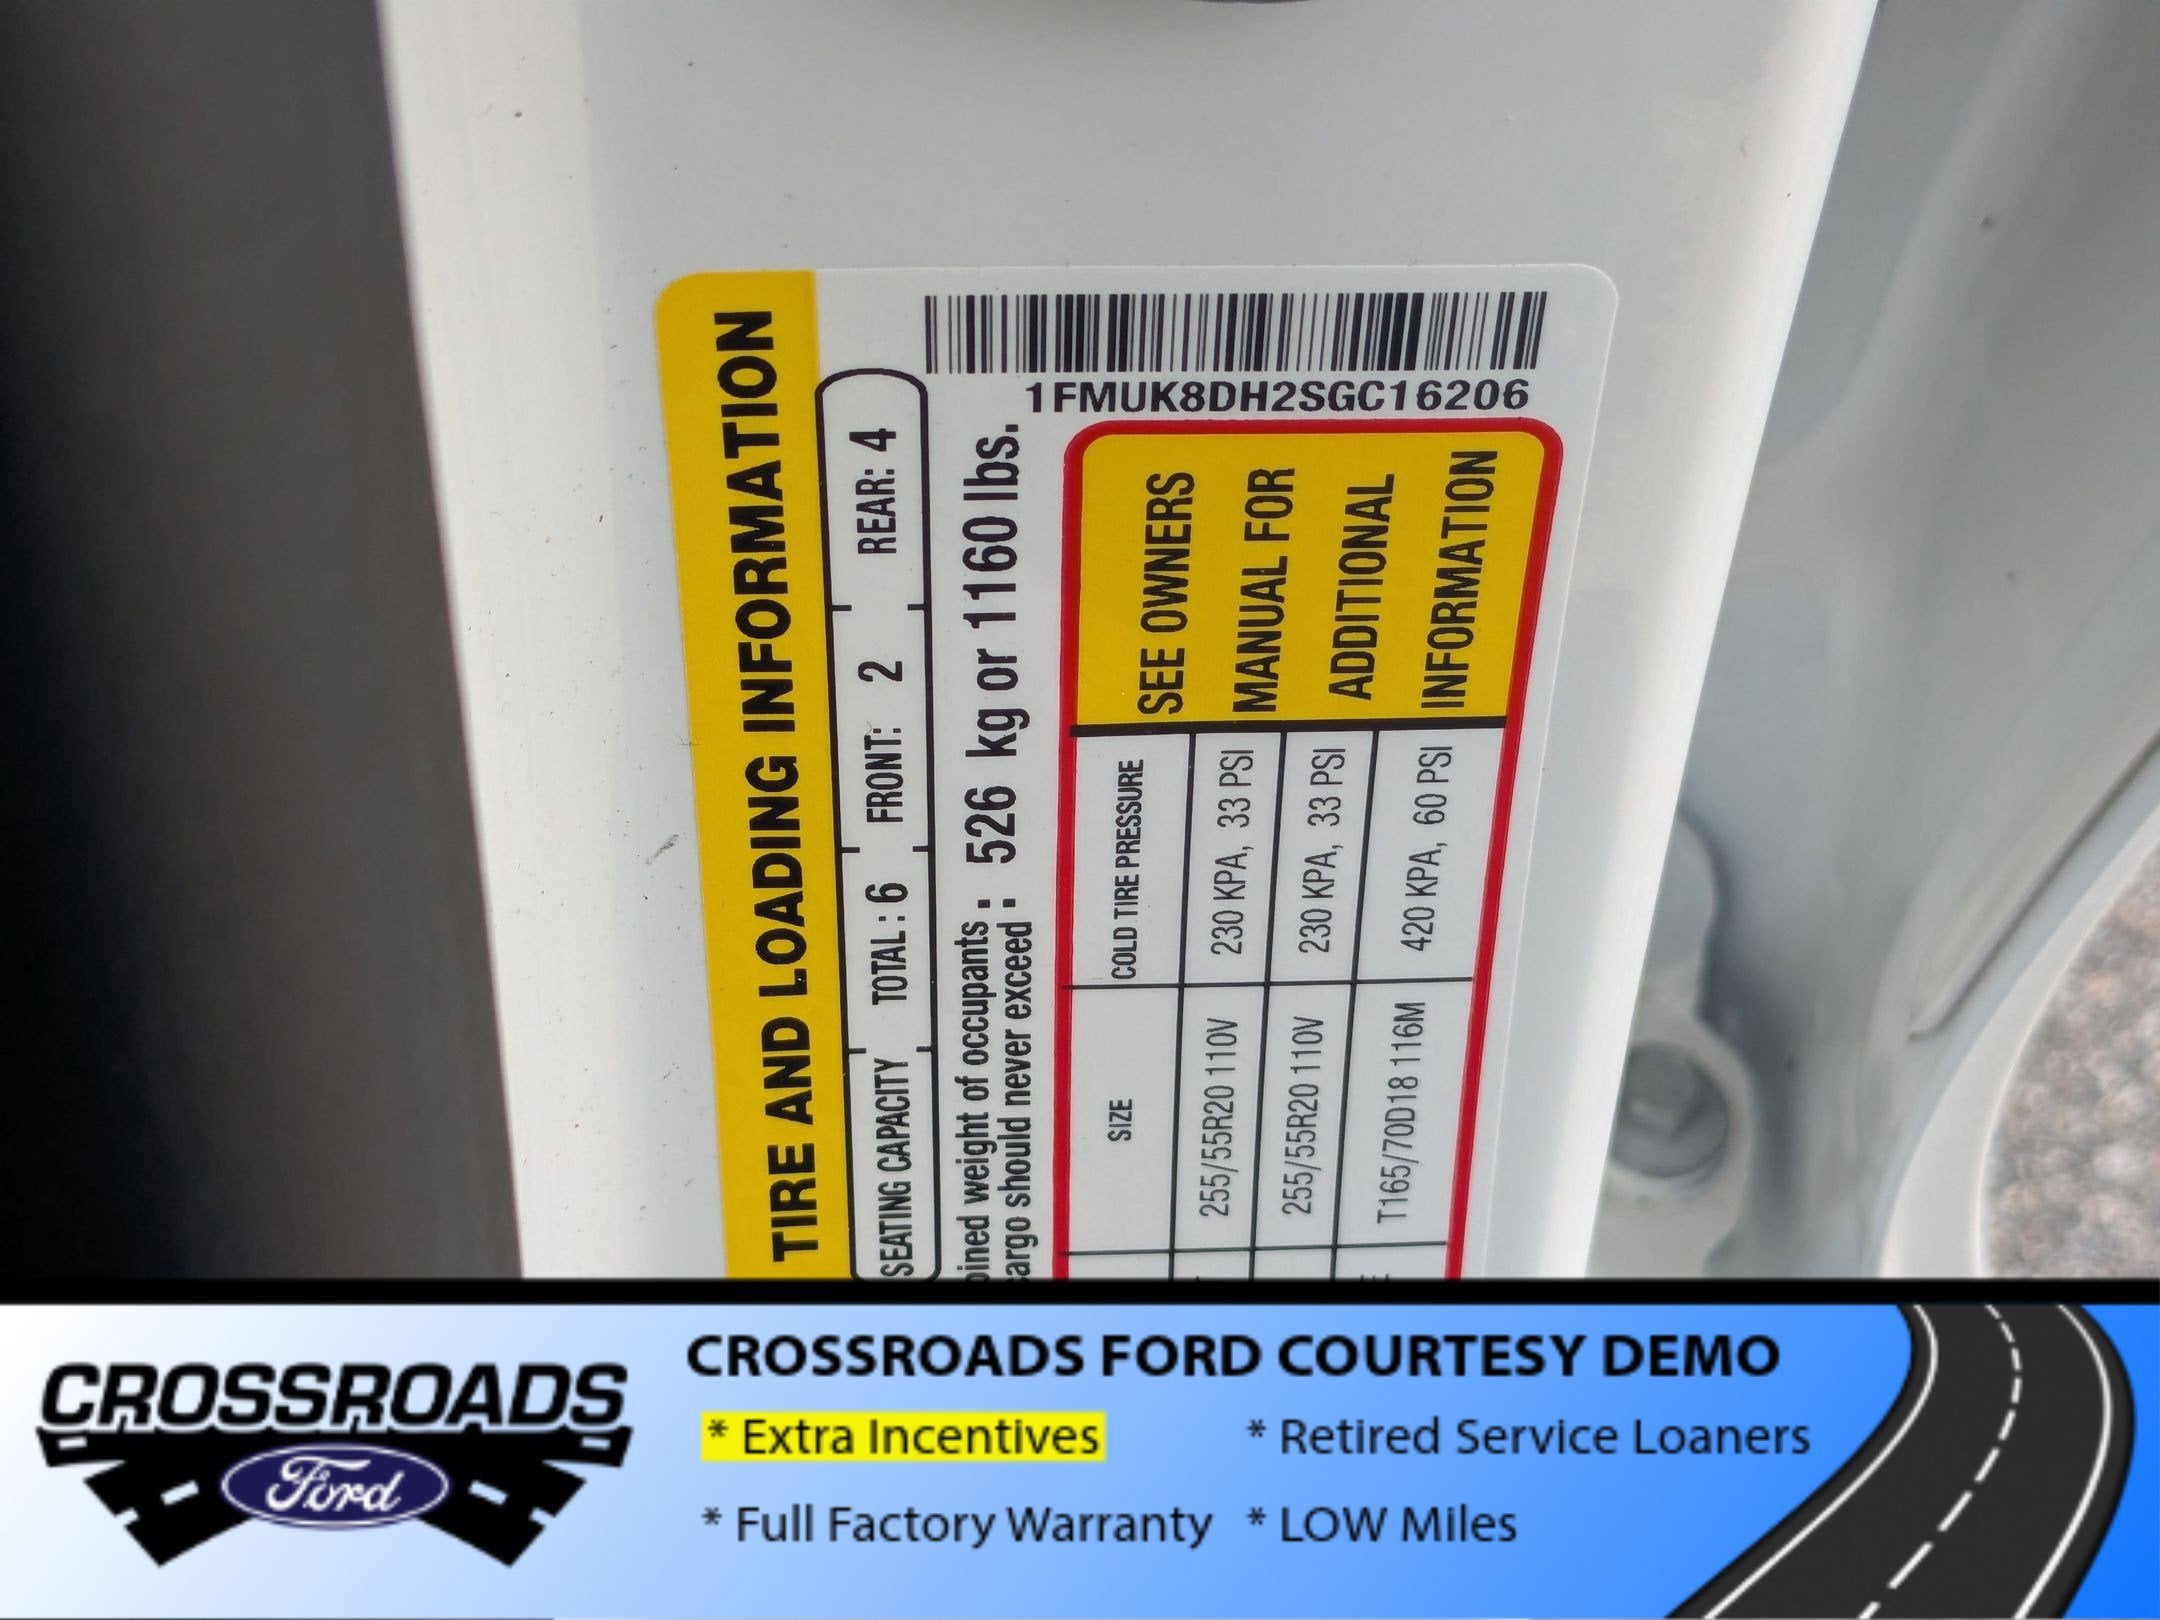 TIRE AND LOADING INFORMATION
SEATING CAPACITY TOTAL : 6 FRONT: 2 REAR: 4
of occupants : 526 kg or 1160 lbs.
should never exceed :
1FMUK8DH2SGC16206
SIZE COLD TIRE PRESSURE
255/55R20 110V 230 KPA, 33 PSI
255/55R20 110V 230 KPA, 33 PSI
T165/70D18 116M 420 KPA, 60 PSI
SEE OWNERS
MANUAL FOR
ADDITIONAL
INFORMATION
CROSSROADS
Ford
CROSSROADS FORD COURTESY DEMO
* Extra Incentives * Retired Service Loaners
* Full Factory Warranty * LOW Miles